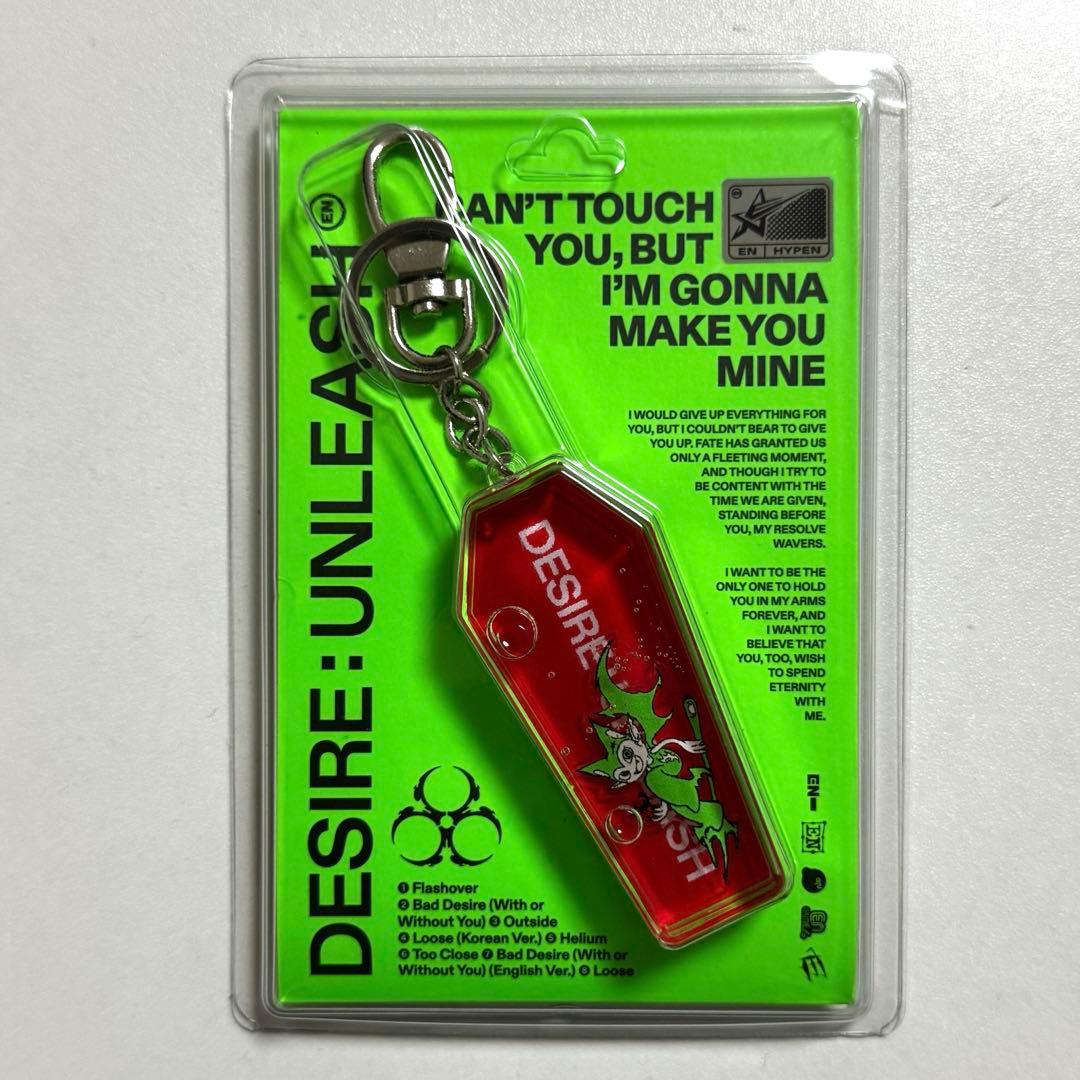 DESIRE : UNLEASH
EN
CAN'T TOUCH
YOU, BUT
I'M GONNA
MAKE YOU
MINE
EN | HYPEN
I WOULD GIVE UP EVERYTHING FOR
YOU, BUT I COULDN'T BEAR TO GIVE
YOU UP. FATE HAS GRANTED US
ONLY A FLEETING MOMENT,
AND THOUGH I TRY TO
BE CONTENT WITH THE
TIME WE ARE GIVEN,
STANDING BEFORE
YOU, MY RESOLVE
WAVERS.
I WANT TO BE THE
ONLY ONE TO HOLD
YOU IN MY ARMS
FOREVER, AND
I WANT TO
BELIEVE THAT
YOU, TOO, WISH
TO SPEND
ETERNITY
WITH
ME.
DESIRE
SH
❶ Flashover
❷ Bad Desire (With or
Without You) ❸ Outside
❹ Loose (Korean Ver.) ❺ Helium
❻ Too Close ❼ Bad Desire (With or
Without You) (English Ver.) ❽ Loose
EN